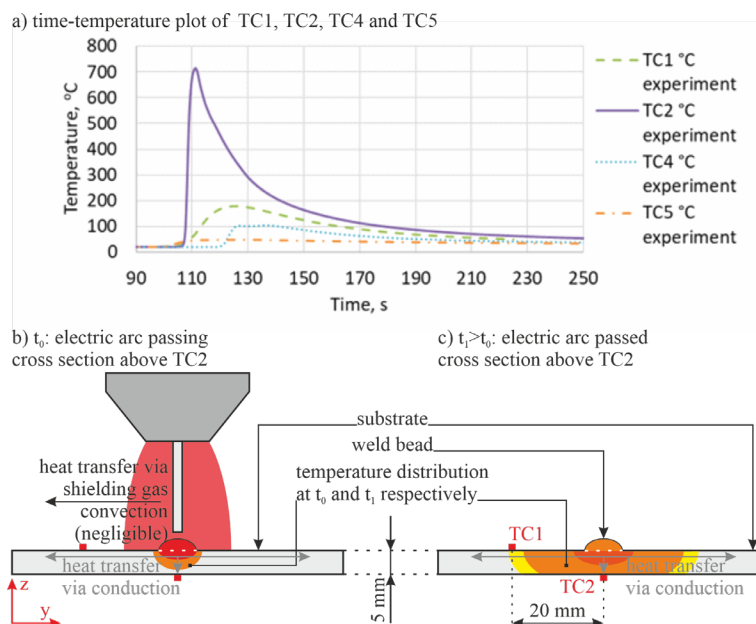 a) time-temperature plot of TC1, TC2, TC4 and TC5
800
700
600
500
400
300
200
100
0
Temperature, °C
90
110
130
150
170
190
210
230
250
Time, s
TC1 °C
experiment
TC2 °C
experiment
TC4 °C
experiment
TC5 °C
experiment
b) t₀: electric arc passing
cross section above TC2
c) t₁>t₀: electric arc passed
cross section above TC2
substrate
weld bead
temperature distribution
at t₀ and t₁ respectively
heat transfer via
shielding gas
convection
(negligible)
heat transfer
via conduction
z
y
5 mm
TC1
TC2
heat transfer
via conduction
20 mm